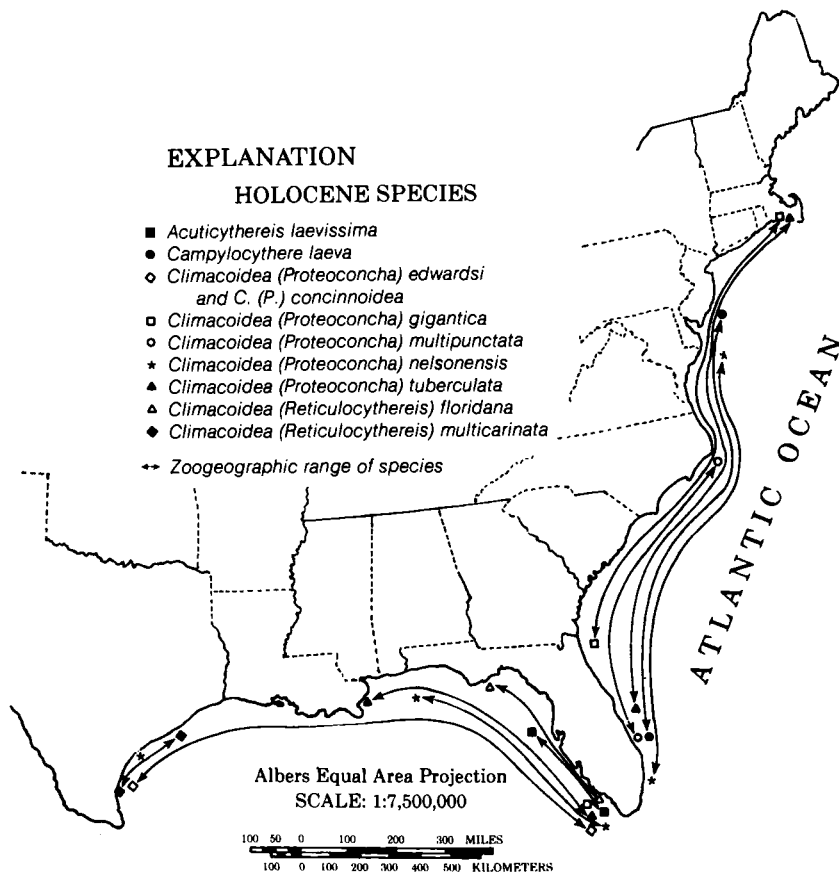 EXPLANATION
HOLOCENE SPECIES
Acuticythereis laevissima
Campylocythere laeva
Climacoidea (Proteoconcha) edwardsi
and C. (P.) concinnoidea
Climacoidea (Proteoconcha) gigantica
Climacoidea (Proteoconcha) multipunctata
Climacoidea (Proteoconcha) nelsonensis
Climacoidea (Proteoconcha) tuberculata
Climacoidea (Reticulocythereis) floridana
Climacoidea (Reticulocythereis) multicarinata
Zoogeographic range of species
ATLANTIC OCEAN
Albers Equal Area Projection
SCALE: 1:7,500,000
100 50 0 100 200 300 MILES
100 0 100 200 300 400 500 KILOMETERS